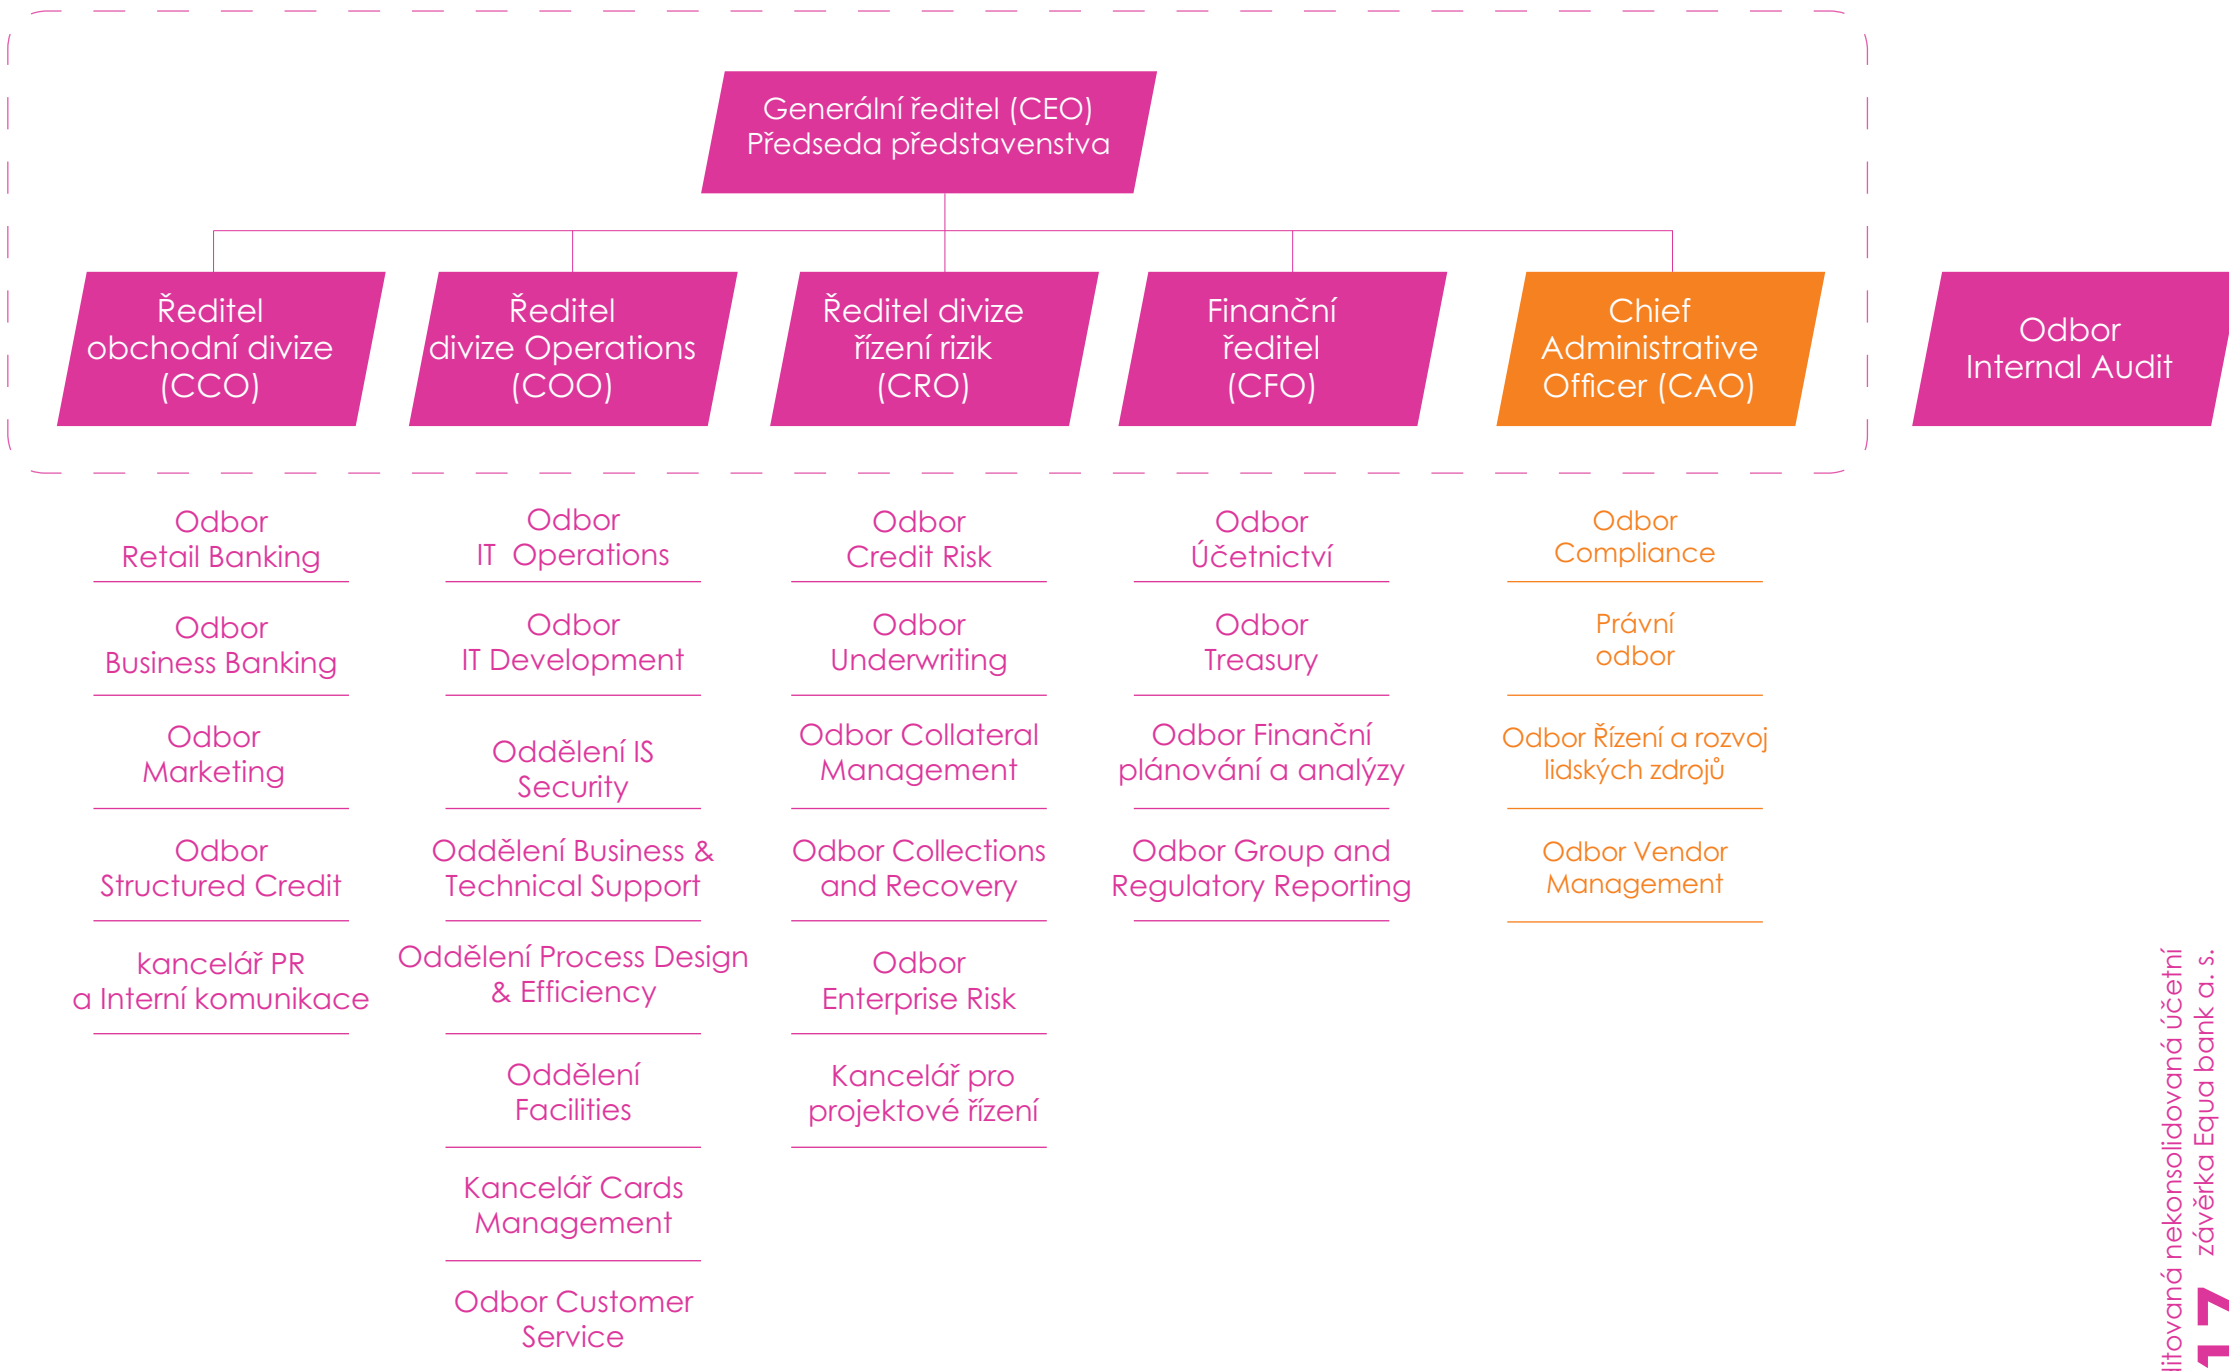 Generální ředitel (CEO)
Předseda představenstva
Ředitel
obchodní divize
(CCO)
Ředitel
divize Operations
(COO)
Ředitel divize
řízení rizik
(CRO)
Finanční
ředitel
(CFO)
Chief
Administrative
Officer (CAO)
Odbor
Internal Audit
Odbor
Retail Banking
Odbor
Business Banking
Odbor
Marketing
Odbor
Structured Credit
kancelář PR
a Interní komunikace
Odbor
IT Operations
Odbor
IT Development
Oddělení IS
Security
Oddělení Business &
Technical Support
Oddělení Process Design
& Efficiency
Oddělení
Facilities
Kancelář Cards
Management
Odbor Customer
Service
Odbor
Credit Risk
Odbor
Underwriting
Odbor Collateral
Management
Odbor Collections
and Recovery
Odbor
Enterprise Risk
Kancelář pro
projektové řízení
Odbor
Účetnictví
Odbor
Treasury
Odbor Finanční
plánování a analýzy
Odbor Group and
Regulatory Reporting
Odbor
Compliance
Právní
odbor
Odbor Řízení a rozvoj
lidských zdrojů
Odbor Vendor
Management
nekonsolidovaná účetní
závěrka Equa bank a. s.
17